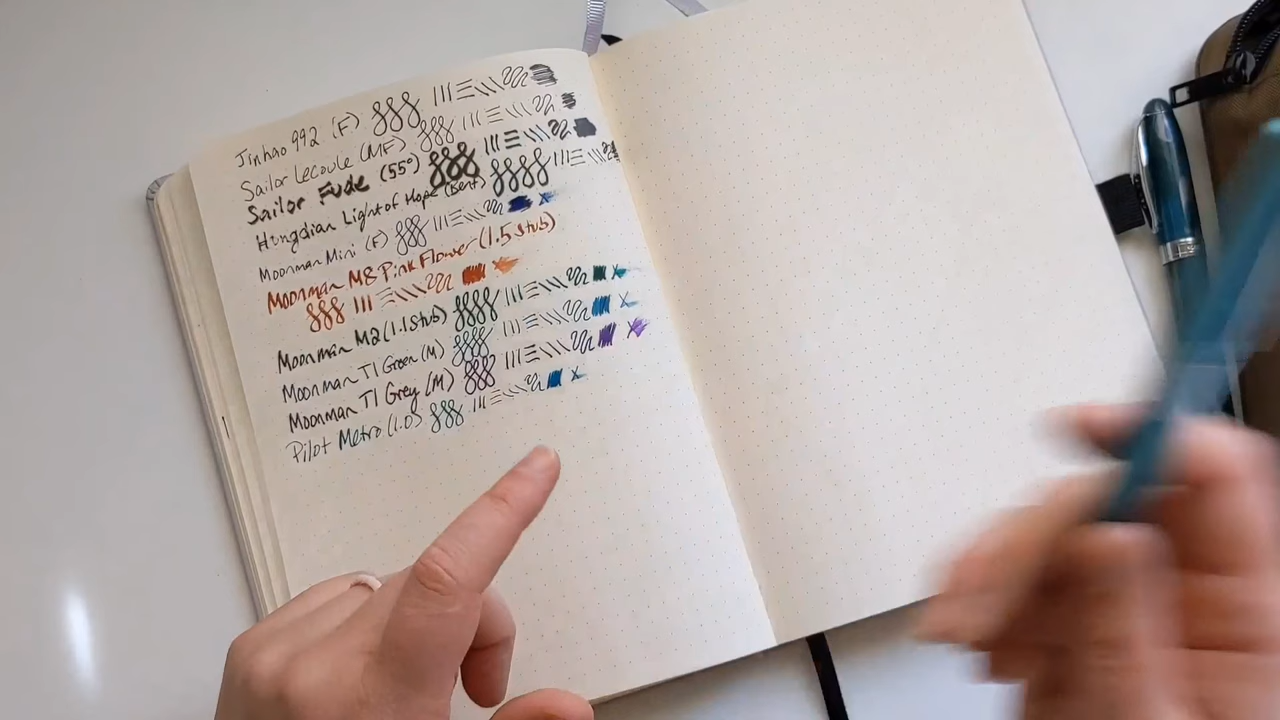 Jinhao 992 (F)
Sailor Lecoule (MF)
Sailor Fude (55°)
Hongdian Light of Hope (Bent)
Moonman Mini (F)
Moonman M8 Pink Flower (1.5 Stub)
Moonman M2 (1.1 Stub)
Moonman T1 Green (M)
Moonman T1 Grey (M)
Pilot Metro (1.0)